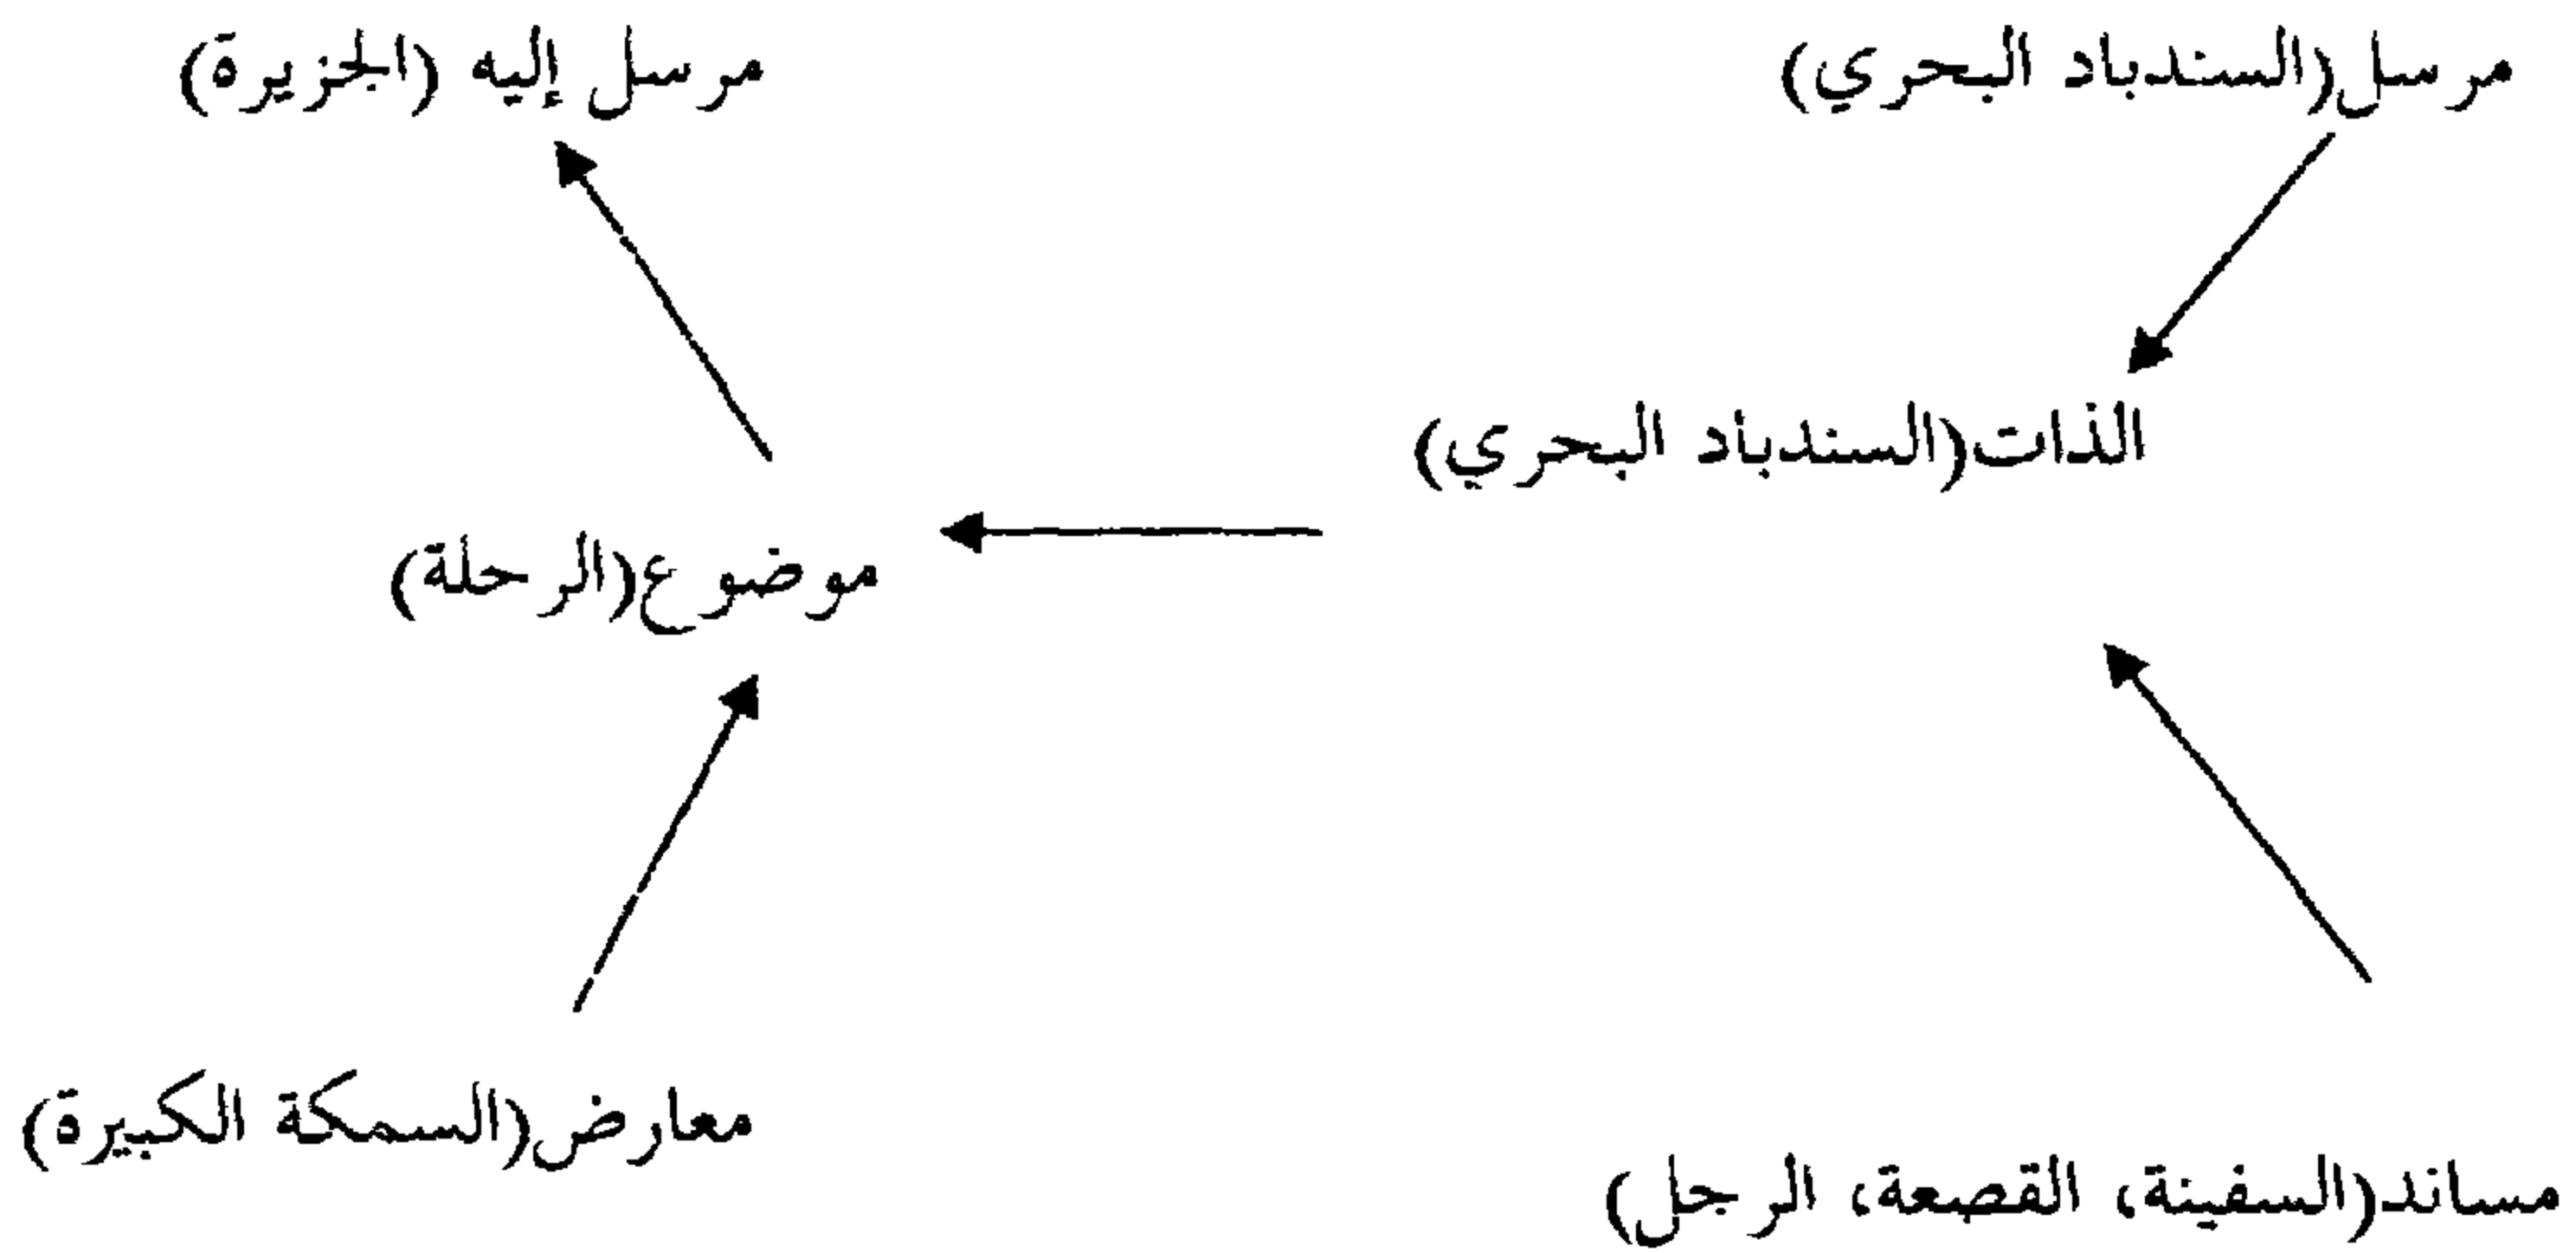 مرسل(السندباد البحري)
مرسل إليه (الجزيرة)
الذات(السندباد البحري)
موضوع(الرحلة)
معارض(السمكة الكبيرة)
مساند(السفينة، القصعة، الرجل)